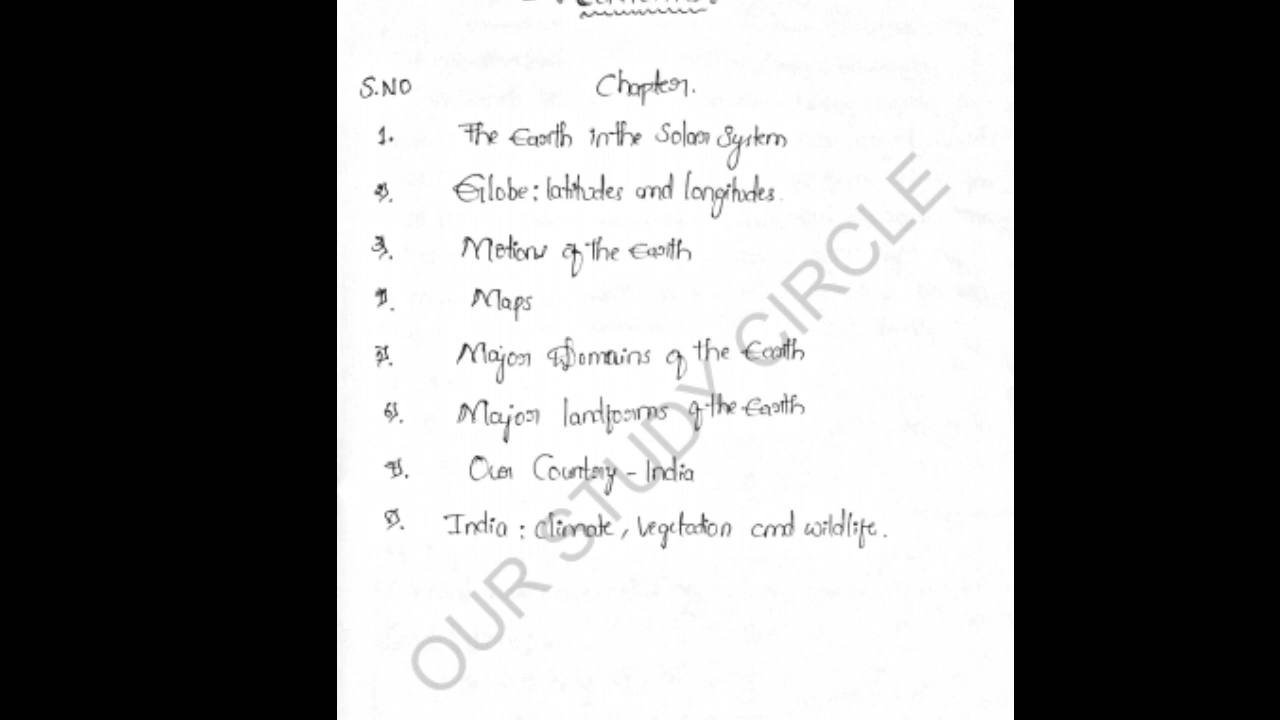 S.NO Chapter.
1. The Earth in the Solar System
2. Globe: latitudes and longitudes.
3. Motions of the Earth
4. Maps
5. Major Domains of the Earth
6. Major landforms of the Earth
7. Our Country - India
8. India: Climate, Vegetation and wildlife.
OUR STUDY CIRCLE